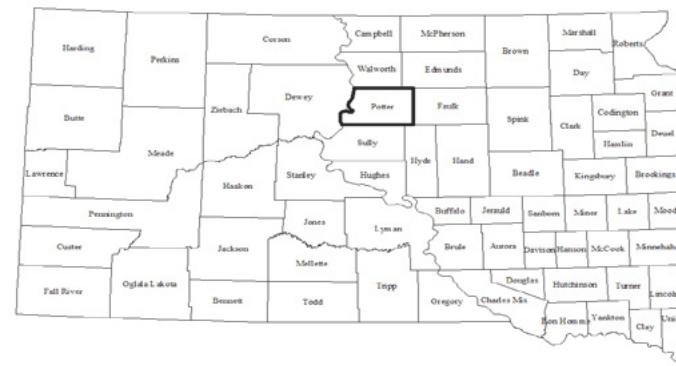 Harding
Perkins
Corson
Campbell
McPherson
Brown
Marshall
Roberts
Walworth
Edmunds
Day
Grant
Butte
Ziebach
Dewey
Potter
Faulk
Spink
Clark
Codington
Hamlin
Deuel
Meade
Sully
Hyde
Hand
Lawrence
Haakon
Stanley
Hughes
Beadle
Kingsbury
Brookings
Pennington
Jones
Lyman
Buffalo
Jerauld
Sanborn
Miner
Lake
Mood
Custer
Jackson
Brule
Aurora
Davison
Hanson
McCook
Minnehah
Mellette
Fall River
Oglala Lakota
Bennett
Todd
Tripp
Gregory
Douglas
Charles Mix
Hutchinson
Turner
Lincoln
Bon Homme
Yankton
Clay
Uni